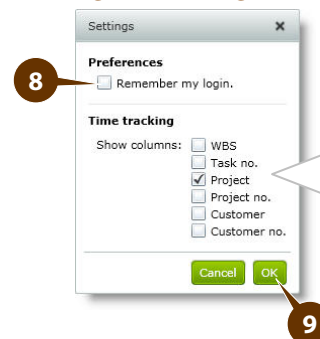 Settings
Preferences
8
Remember my login.
Time tracking
Show columns: WBS
Task no.
Project
Project no.
Customer
Customer no.
Cancel OK
9